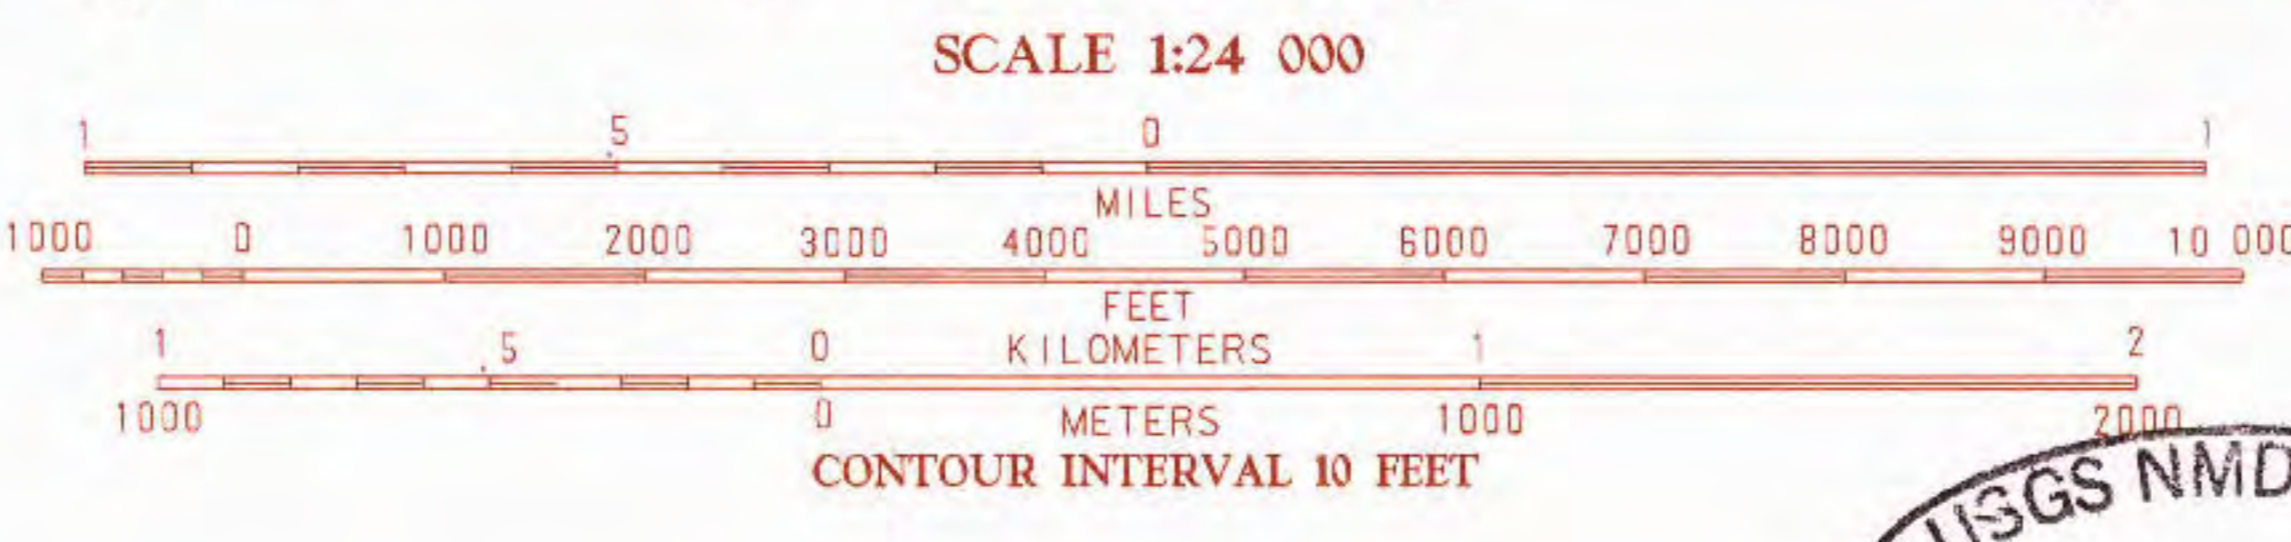 SCALE 1:24 000
1 .5 0 1
MILES
1000 0 1000 2000 3000 4000 5000 6000 7000 8000 9000 10 000
FEET
1 .5 0 KILOMETERS 1 2
1000 0 METERS 1000 2000
CONTOUR INTERVAL 10 FEET
USGS NMD